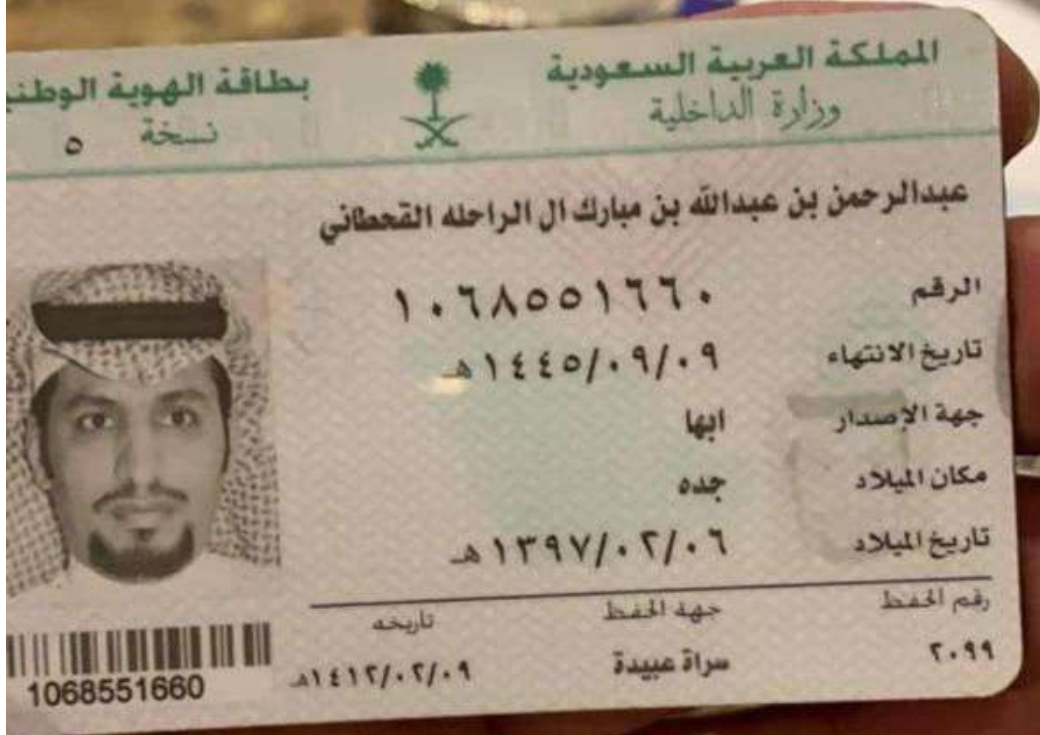 المملكة العربية السعودية
وزارة الداخلية
بطاقة الهوية
نسخة ٥
عبدالرحمن بن عبدالله بن مبارك ال الراحله القحطاني
الرقم ١٠٦٨٥٥١٦٦٠
تاريخ الانتهاء ١٤٤٥/٠٩/٠٩هـ
جهة الإصدار ابها
مكان الميلاد جده
تاريخ الميلاد ١٣٩٧/٠٢/٠٦هـ
رقم الحفظ جهة الحفظ تاريخه
٢٠٩٩ سراة عبيدة ١٤١٢/٠٢/٠٩هـ
1068551660